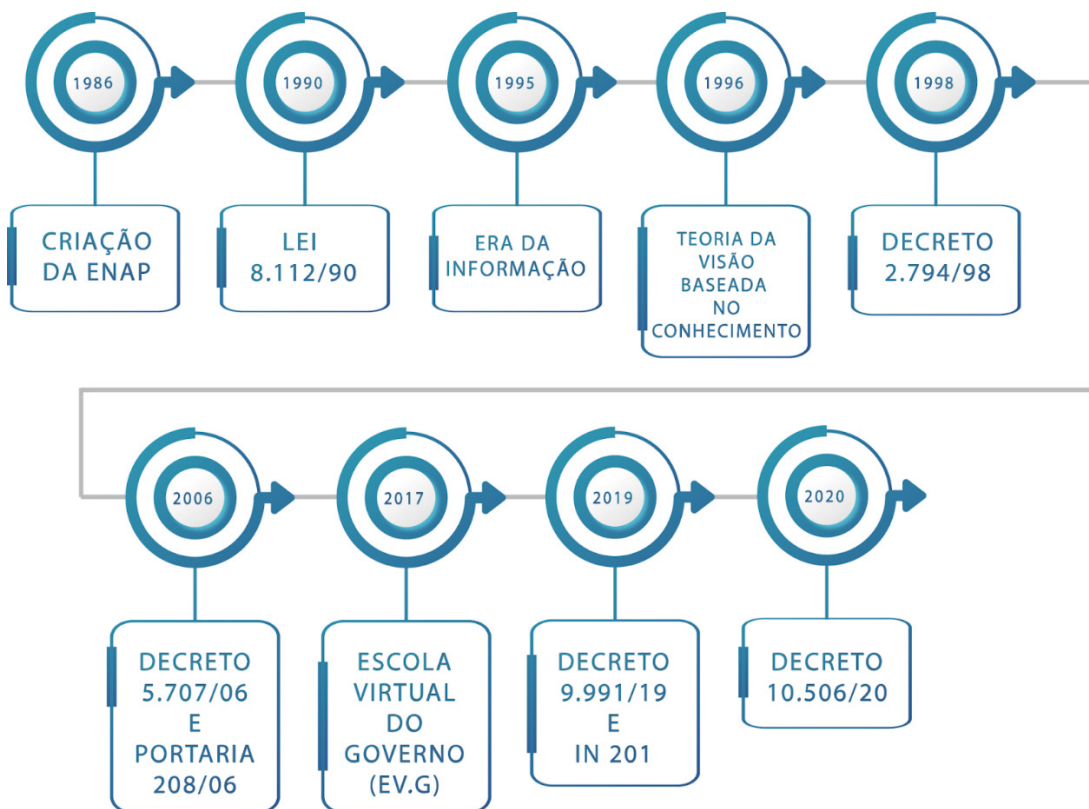 1986
1990
1995
1996
1998
CRIAÇÃO
DA ENAP
LEI
8.112/90
ERA DA
INFORMAÇÃO
TEORIA DA
VISÃO
BASEADA
NO
CONHECIMENTO
DECRETO
2.794/98
2006
2017
2019
2020
DECRETO
5.707/06
E
PORTARIA
208/06
ESCOLA
VIRTUAL
DO
GOVERNO
(EV.G)
DECRETO
9.991/19
E
IN 201
DECRETO
10.506/20